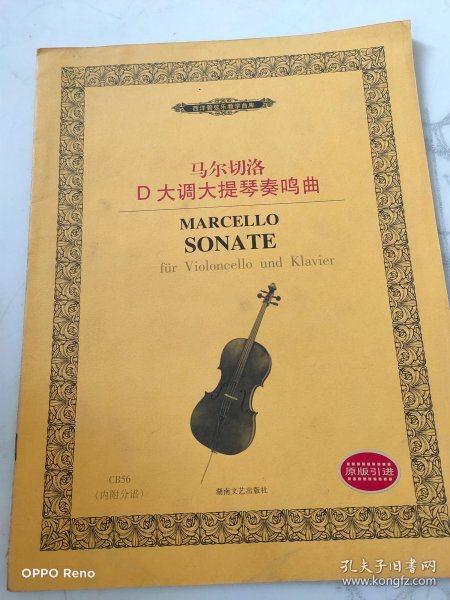 西洋管弦乐教学曲库
马尔切洛
D大调大提琴奏鸣曲
MARCELLO
SONATE
für Violoncello und Klavier
CB56
(内附分谱)
湖南文艺出版社
原版引进
OPPO Reno
孔夫子旧书网
www.kongfz.com